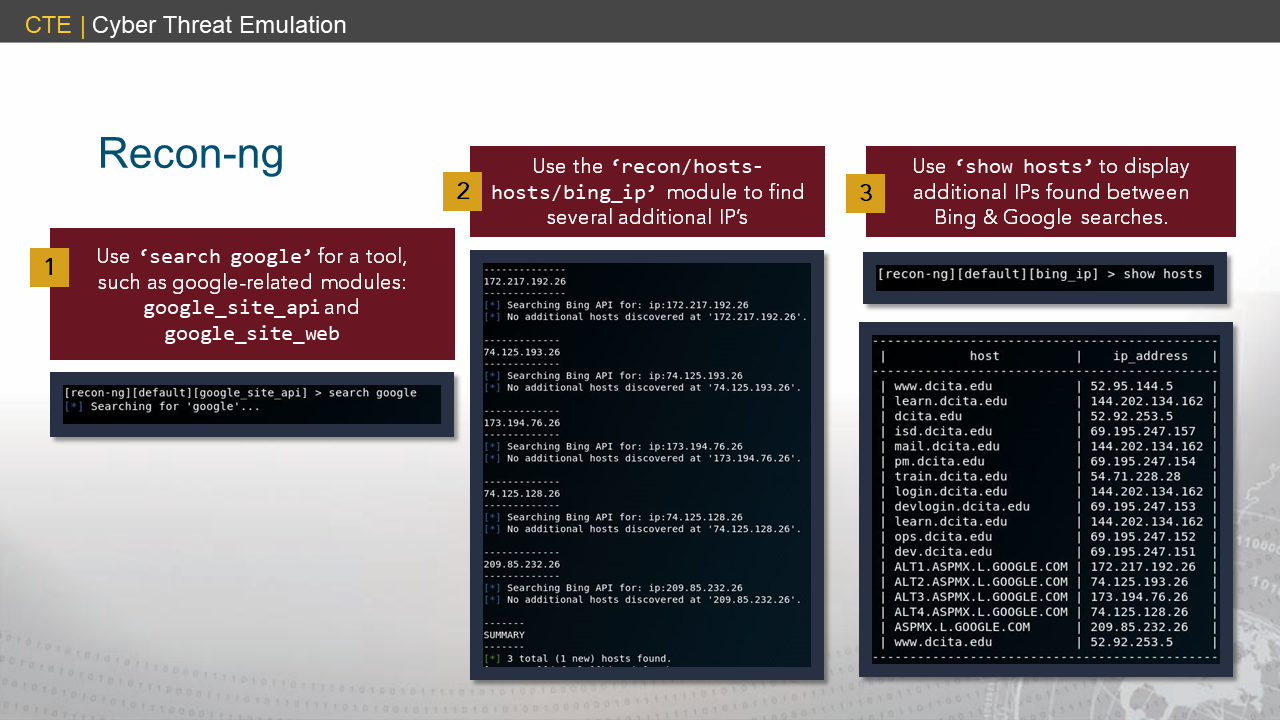 CTE | Cyber Threat Emulation
Recon-ng
1
Use ‘search google’ for a tool,
such as google-related modules:
google_site_api and
google_site_web
[recon-ng][default][google_site_api] > search google
[*] Searching for 'google'...
2
Use the ‘recon/hosts-
hosts/bing_ip’ module to find
several additional IP’s
--------------
172.217.192.26
--------------
[*] Searching Bing API for: ip:172.217.192.26
[*] No additional hosts discovered at '172.217.192.26'.
-------------
74.125.193.26
-------------
[*] Searching Bing API for: ip:74.125.193.26
[*] No additional hosts discovered at '74.125.193.26'.
-------------
173.194.76.26
-------------
[*] Searching Bing API for: ip:173.194.76.26
[*] No additional hosts discovered at '173.194.76.26'.
-------------
74.125.128.26
-------------
[*] Searching Bing API for: ip:74.125.128.26
[*] No additional hosts discovered at '74.125.128.26'.
-------------
209.85.232.26
-------------
[*] Searching Bing API for: ip:209.85.232.26
[*] No additional hosts discovered at '209.85.232.26'.
-------
SUMMARY
-------
[*] 3 total (1 new) hosts found.
3
Use ‘show hosts’ to display
additional IPs found between
Bing & Google searches.
[recon-ng][default][bing_ip] > show hosts
| host | ip_address |
| www.dcita.edu | 52.95.144.5 |
| learn.dcita.edu | 144.202.134.162 |
| dcita.edu | 52.92.253.5 |
| isd.dcita.edu | 69.195.247.157 |
| mail.dcita.edu | 144.202.134.162 |
| pm.dcita.edu | 69.195.247.154 |
| train.dcita.edu | 54.71.228.28 |
| login.dcita.edu | 144.202.134.162 |
| devlogin.dcita.edu | 69.195.247.153 |
| learn.dcita.edu | 144.202.134.162 |
| ops.dcita.edu | 69.195.247.152 |
| dev.dcita.edu | 69.195.247.151 |
| ALT1.ASPMX.L.GOOGLE.COM | 172.217.192.26 |
| ALT2.ASPMX.L.GOOGLE.COM | 74.125.193.26 |
| ALT3.ASPMX.L.GOOGLE.COM | 173.194.76.26 |
| ALT4.ASPMX.L.GOOGLE.COM | 74.125.128.26 |
| ASPMX.L.GOOGLE.COM | 209.85.232.26 |
| www.dcita.edu | 52.92.253.5 |